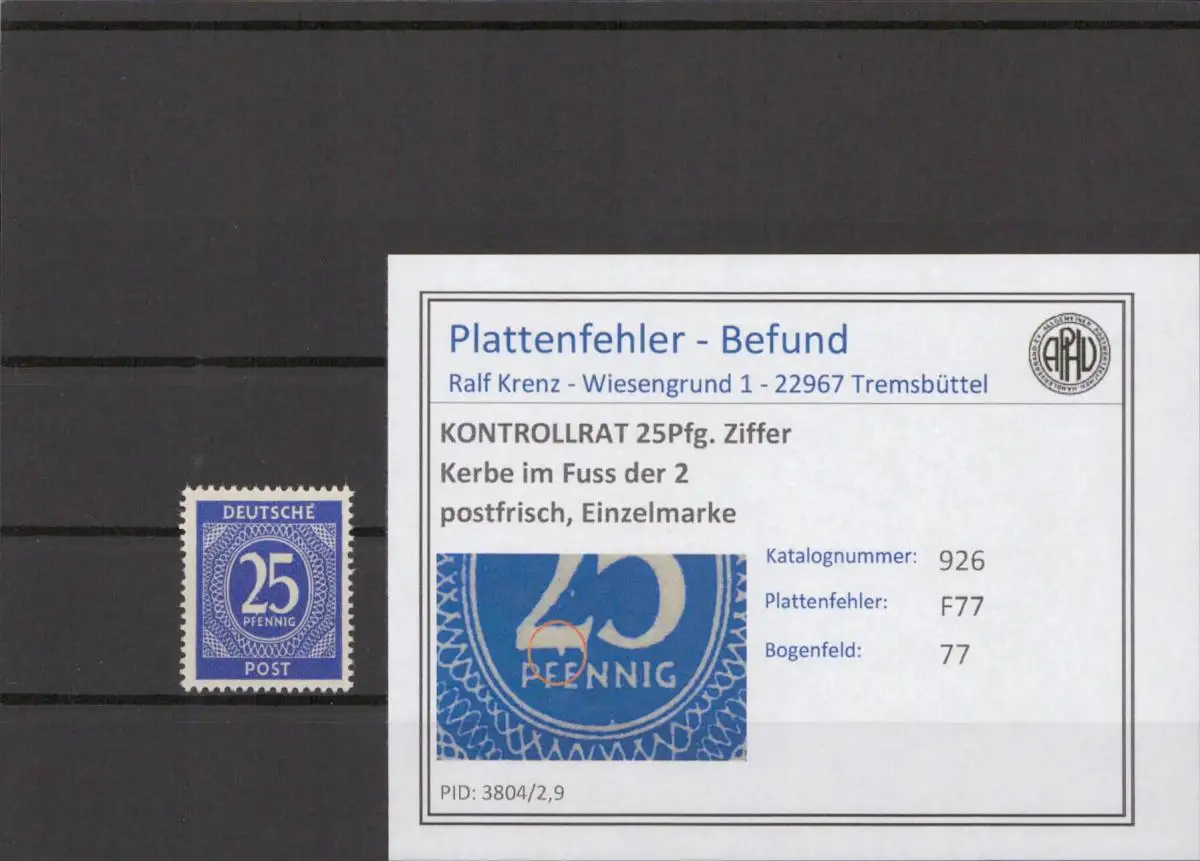 DEUTSCHE
25
PFENNIG
POST
Plattenfehler - Befund
Ralf Krenz - Wiesengrund 1 - 22967 Tremsbüttel
APHV
KONTROLLRAT 25Pfg. Ziffer
Kerbe im Fuss der 2
postfrisch, Einzelmarke
25
PFENNIG
Katalognummer: 926
Plattenfehler: F77
Bogenfeld: 77
PID: 3804/2,9